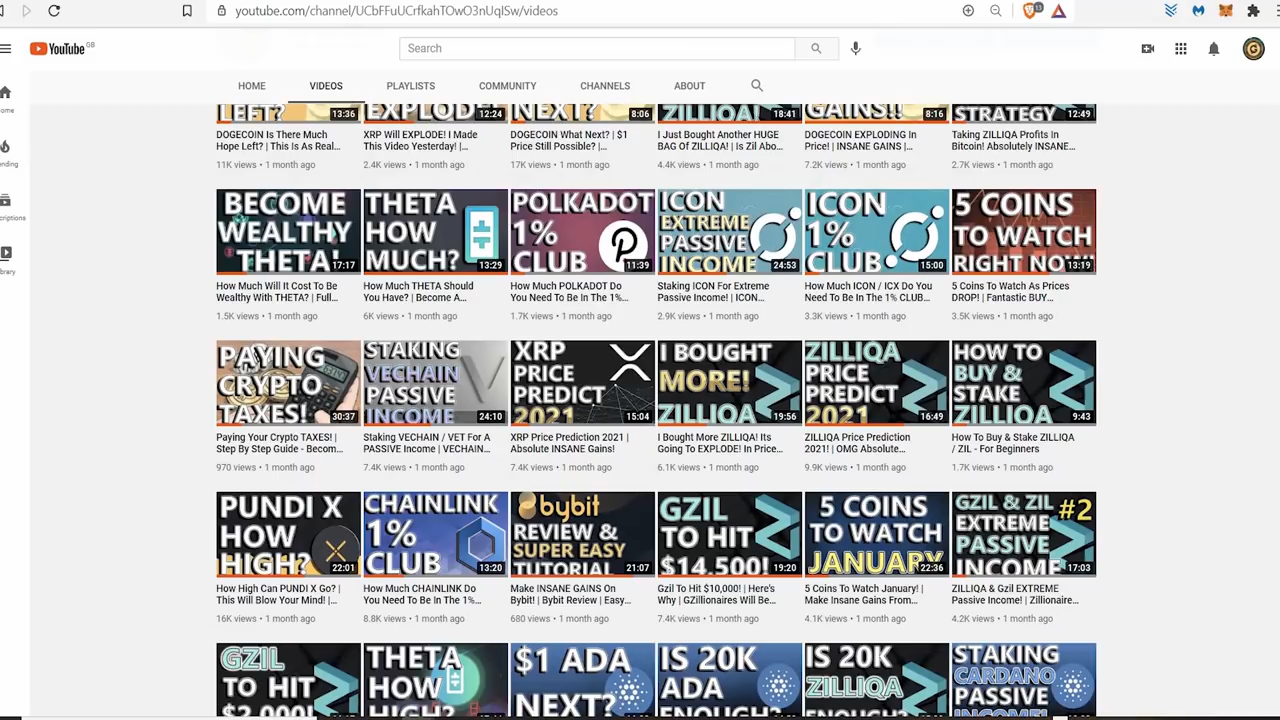 youtube.com/channel/UCbFFuUCrfkahTOwO3nUqISw/videos
13
YouTube GB
Search
HOME VIDEOS PLAYLISTS COMMUNITY CHANNELS ABOUT
LEFT? 13:36
EXPLODE! 12:24
NEXT? 8:06
ZILLIQA! 18:41
GAINS!! 8:16
STRATEGY 12:49
DOGECOIN Is There Much
Hope Left? | This Is As Real...
11K views • 1 month ago
XRP Will EXPLODE! I Made
This Video Yesterday! |...
2.4K views • 1 month ago
DOGECOIN What Next? | $1
Price Still Possible? |...
17K views • 1 month ago
I Just Bought Another HUGE
BAG Of ZILLIQA! | Is Zil Abo...
4.4K views • 1 month ago
DOGECOIN EXPLODING In
Price! | INSANE GAINS |...
7.2K views • 1 month ago
Taking ZILLIQA Profits In
Bitcoin! Absolutely INSANE...
2.7K views • 1 month ago
BECOME
WEALTHY
THETA!
17:17
How Much Will It Cost To Be
Wealthy With THETA? | Full...
1.5K views • 1 month ago
THETA
HOW
MUCH?
13:29
How Much THETA Should
You Have? | Become A...
6K views • 1 month ago
POLKADOT
1%
CLUB
11:39
How Much POLKADOT Do
You Need To Be In The 1%...
1.7K views • 1 month ago
ICON
EXTREME
PASSIVE
INCOME
24:53
Staking ICON For Extreme
Passive Income! | ICON...
2.9K views • 1 month ago
ICON
1%
CLUB
15:00
How Much ICON / ICX Do You
Need To Be In The 1% CLUB...
3.3K views • 1 month ago
5 COINS
TO WATCH
RIGHT NOW!
13:19
5 Coins To Watch As Prices
DROP! | Fantastic BUY...
3.5K views • 1 month ago
PAYING
CRYPTO
TAXES!
30:37
Paying Your Crypto TAXES! |
Step By Step Guide - Becom...
970 views • 1 month ago
STAKING
VECHAIN
PASSIVE
INCOME
24:10
Staking VECHAIN / VET For A
PASSIVE Income | VECHAIN...
7.4K views • 1 month ago
XRP
PRICE
PREDICT
2021
15:04
XRP Price Prediction 2021 |
Absolute INSANE Gains!
7.4K views • 1 month ago
I BOUGHT
MORE!
ZILLIQA
19:56
I Bought More ZILLIQA! Its
Going To EXPLODE! In Price...
6.1K views • 1 month ago
ZILLIQA
PRICE
PREDICT
2021
16:49
ZILLIQA Price Prediction
2021! | OMG Absolute...
9.9K views • 1 month ago
HOW TO
BUY &
STAKE
ZILLIQA
9:43
How To Buy & Stake ZILLIQA
/ ZIL - For Beginners
1.7K views • 1 month ago
PUNDI X
HOW
HIGH?
22:01
How High Can PUNDI X Go? |
This Will Blow Your Mind! |...
16K views • 1 month ago
CHAINLINK
1%
CLUB
13:20
How Much CHAINLINK Do
You Need To Be In The 1%...
8.8K views • 1 month ago
bybit
REVIEW &
SUPER EASY
TUTORIAL
21:07
Make INSANE GAINS On
Bybit! | Bybit Review | Easy...
680 views • 1 month ago
GZIL
TO HIT
$14,500!
19:20
Gzil To Hit $10,000! | Here's
Why | GZillionaires Will Be...
7.4K views • 1 month ago
5 COINS
TO WATCH
JANUARY
22:36
5 Coins To Watch January! |
Make Insane Gains From...
4.1K views • 1 month ago
GZIL & ZIL
EXTREME #2
PASSIVE
INCOME
17:03
ZILLIQA & Gzil EXTREME
Passive Income! | Zillionaire...
4.2K views • 1 month ago
GZIL
TO HIT
$2,000!
THETA
HOW
HIGH?
$1 ADA
NEXT?
IS 20K
ADA
ENOUGH?
IS 20K
ZILLIQA
ENOUGH?
STAKING
CARDANO
PASSIVE
INCOME!